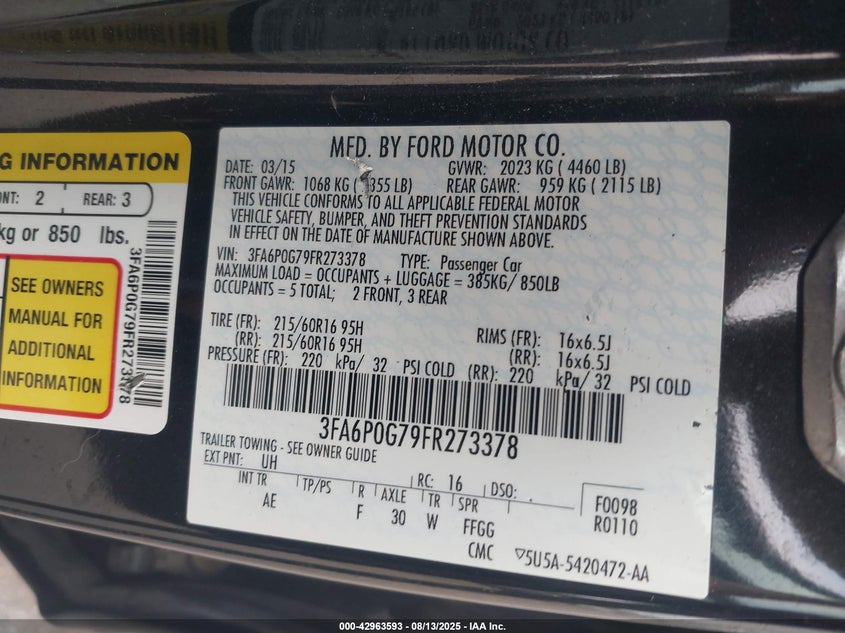 G INFORMATION
NT: 2 REAR: 3
kg or 850 lbs.
SEE OWNERS
MANUAL FOR
ADDITIONAL
INFORMATION
3FA6P0G79FR273378
MFD. BY FORD MOTOR CO.
DATE: 03/15 GVWR: 2023 KG ( 4460 LB)
FRONT GAWR: 1068 KG ( 355 LB) REAR GAWR: 959 KG ( 2115 LB)
THIS VEHICLE CONFORMS TO ALL APPLICABLE FEDERAL MOTOR
VEHICLE SAFETY, BUMPER, AND THEFT PREVENTION STANDARDS
IN EFFECT ON THE DATE OF MANUFACTURE SHOWN ABOVE.
VIN: 3FA6P0G79FR273378 TYPE: Passenger Car
MAXIMUM LOAD = OCCUPANTS + LUGGAGE = 385KG/ 850LB
OCCUPANTS = 5 TOTAL; 2 FRONT, 3 REAR
TIRE (FR): 215/60R16 95H RIMS (FR): 16x6.5J
(RR): 215/60R16 95H (RR): 16x6.5J
PRESSURE (FR): 220 kPa/ 32 PSI COLD (RR): 220 kPa/ 32 PSI COLD
3FA6P0G79FR273378
TRAILER TOWING - SEE OWNER GUIDE
EXT PNT: UH RC: 16 DSO:
INT TR TP/PS R AXLE TR SPR F0098
AE F 30 W FFGG R0110
CMC ▽5U5A-5420472-AA
000-42963593 - 08/13/2025 - IAA Inc.